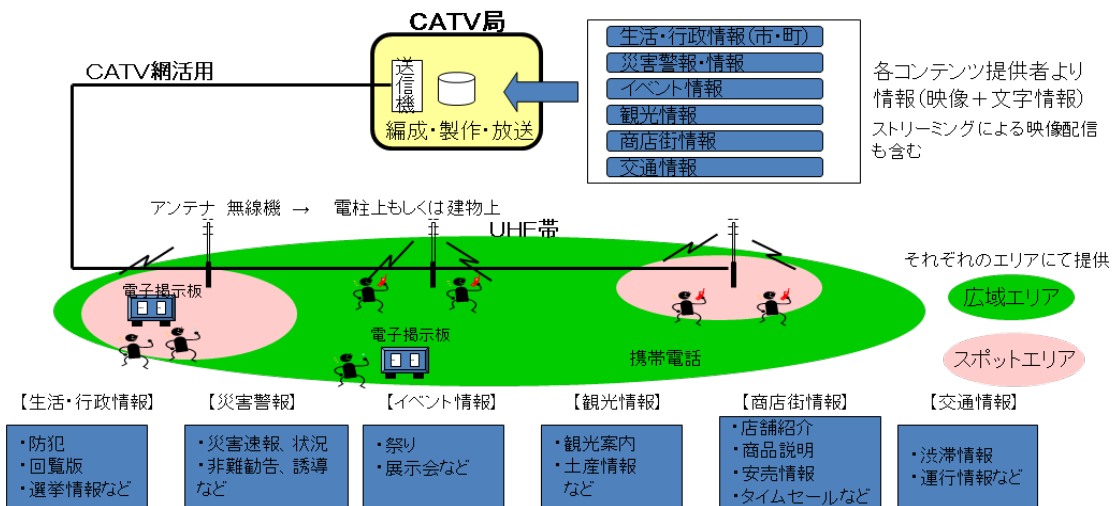 CATV局
CATV網活用
送信機
編成・製作・放送
生活・行政情報(市・町)
災害警報・情報
イベント情報
観光情報
商店街情報
交通情報
各コンテンツ提供者より
情報(映像+文字情報)
ストリーミングによる映像配信
も含む
アンテナ 無線機 → 電柱上もしくは建物上
UHF帯
それぞれのエリアにて提供
広域エリア
スポットエリア
電子掲示板
電子掲示板
携帯電話
【生活・行政情報】
・防犯
・回覧版
・選挙情報など
【災害警報】
・災害速報、状況
・非難勧告、誘導
など
【イベント情報】
・祭り
・展示会など
【観光情報】
・観光案内
・土産情報
など
【商店街情報】
・店舗紹介
・商品説明
・安売情報
・タイムセールなど
【交通情報】
・渋滞情報
・運行情報など